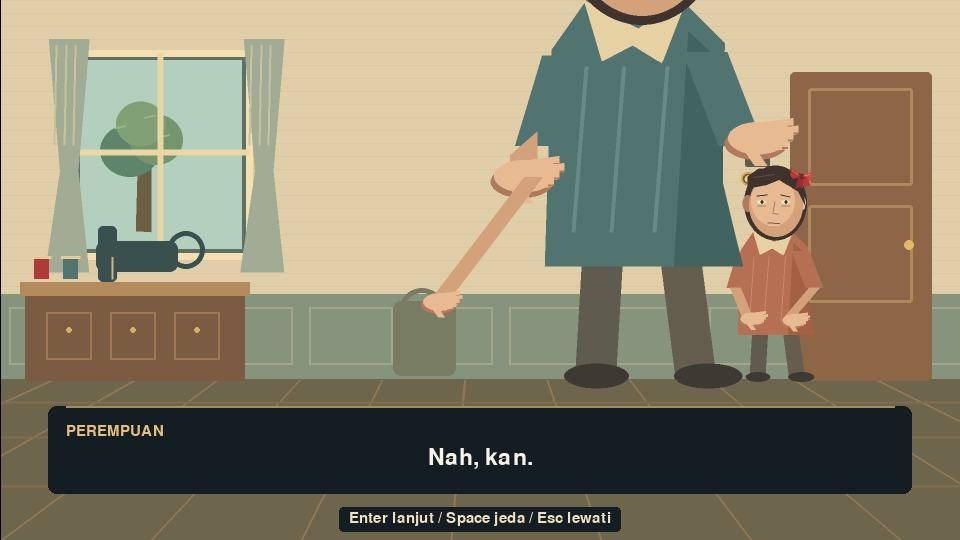 PEREMPUAN
Nah, kan.
Enter lanjut / Space jeda / Esc lewati